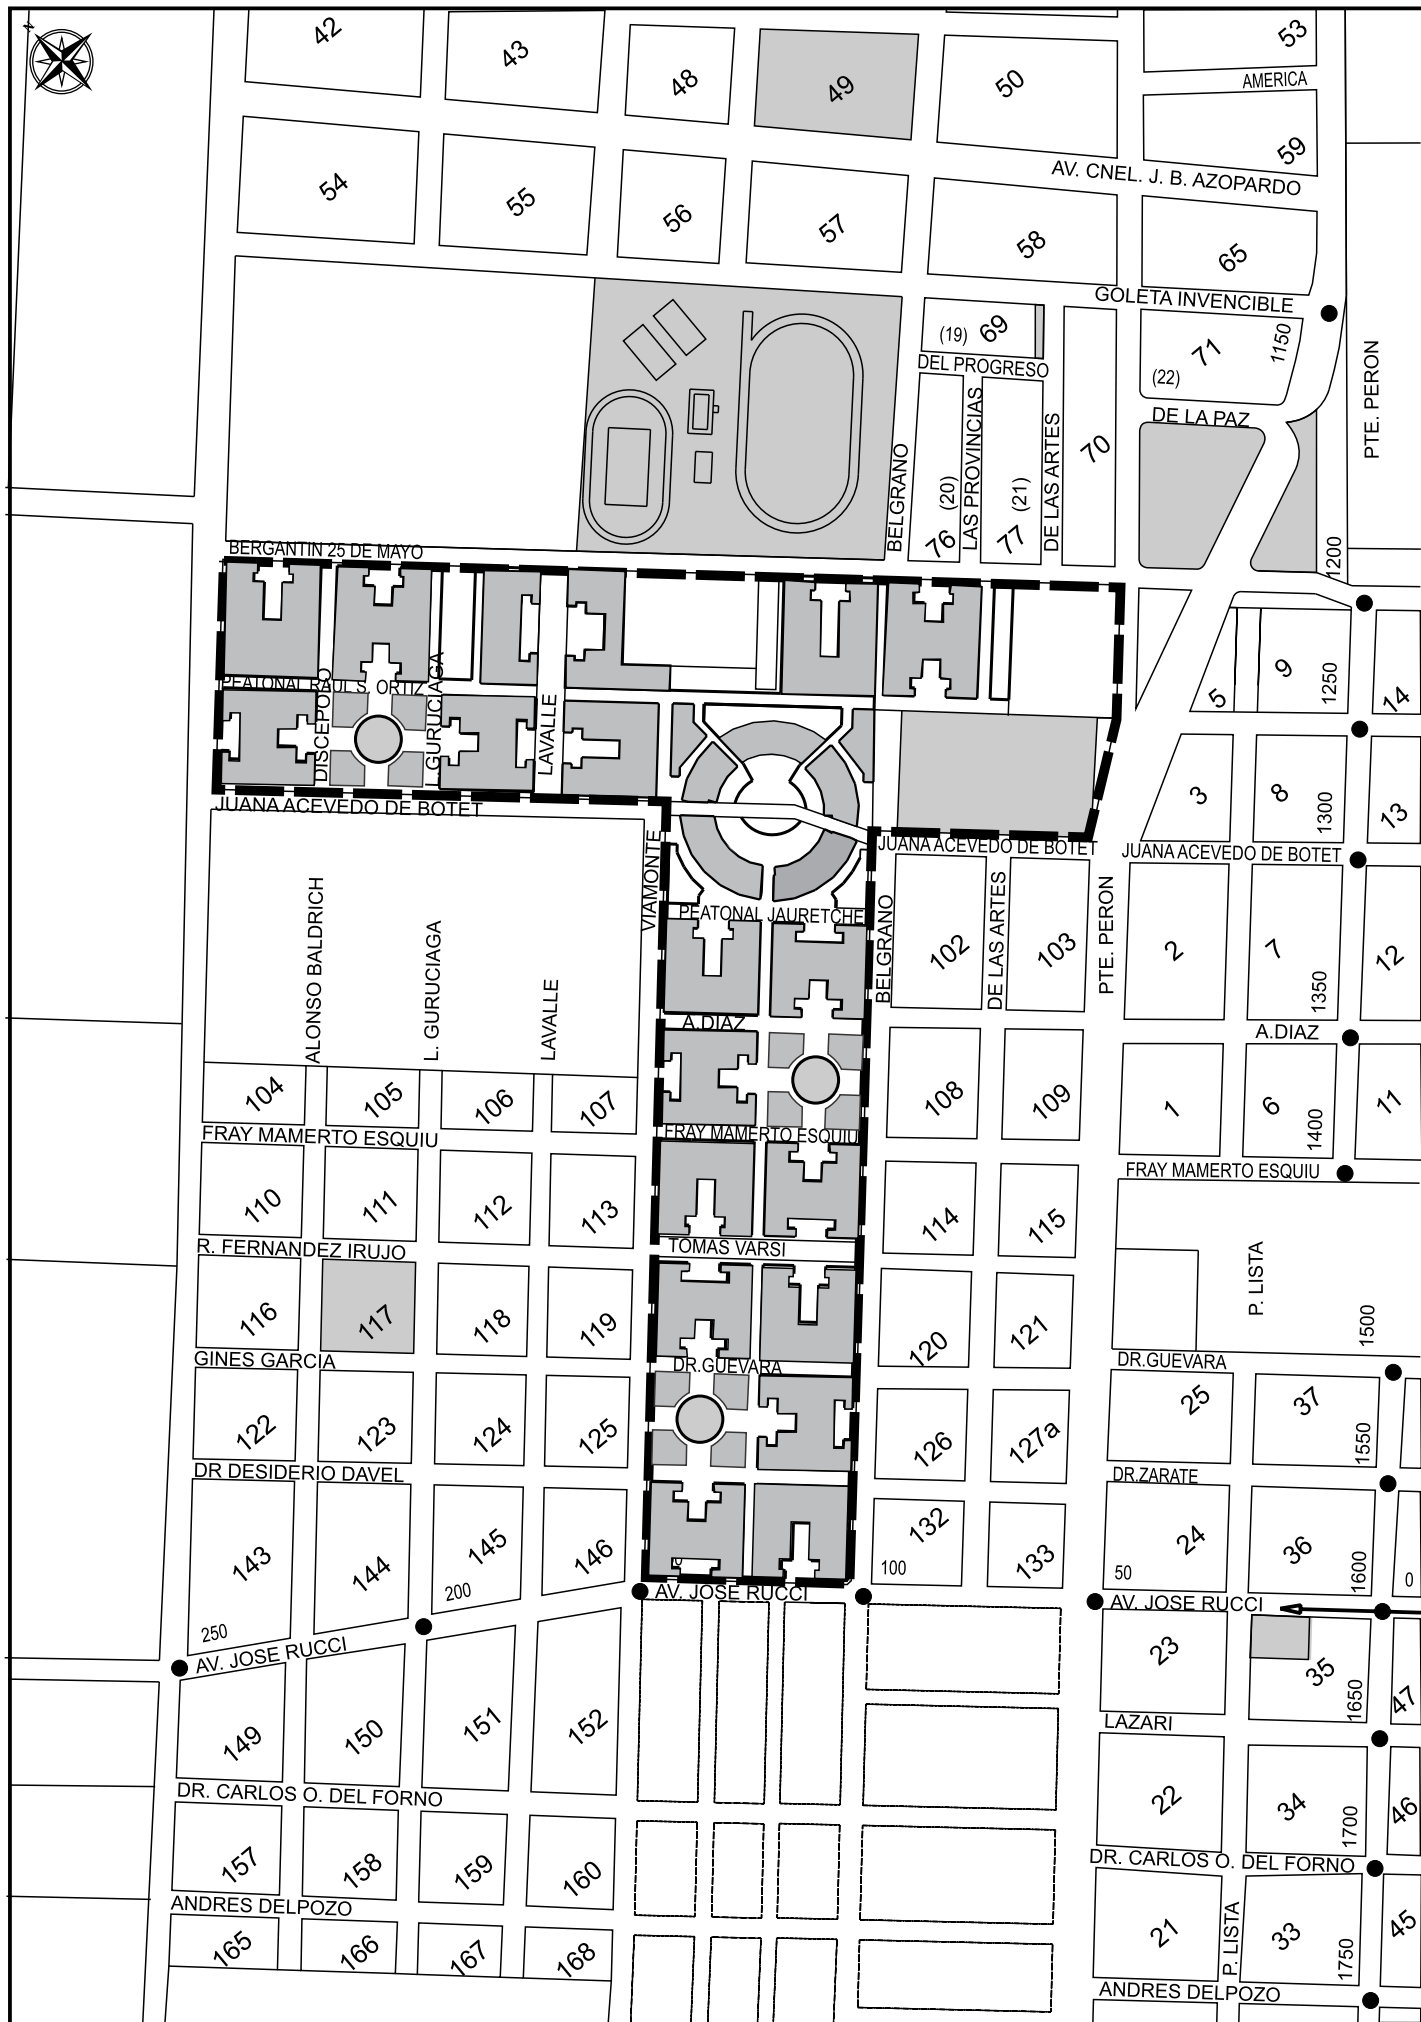 N
42
43
48
49
50
53
AMERICA
54
55
56
57
58
59
AV. CNEL. J. B. AZOPARDO
65
GOLETA INVENCIBLE
(19) 69
DEL PROGRESO
71
1150
(22)
DE LA PAZ
PTE. PERON
BELGRANO
76 (20)
LAS PROVINCIAS
77 (21)
DE LAS ARTES
70
1200
BERGANTIN 25 DE MAYO
PEATONAL RAUL S. ORTIZ
DISCEPOLO
L.GURUCIAGA
LAVALLE
JUANA ACEVEDO DE BOTET
5
9
1250
14
3
8
1300
13
JUANA ACEVEDO DE BOTET
JUANA ACEVEDO DE BOTET
VIAMONTE
PEATONAL JAURETCHE
ALONSO BALDRICH
L. GURUCIAGA
LAVALLE
BELGRANO
102
DE LAS ARTES
103
PTE. PERON
2
7
1350
12
A.DIAZ
A.DIAZ
104
105
106
107
108
109
1
6
1400
11
FRAY MAMERTO ESQUIU
FRAY MAMERTO ESQUIU
FRAY MAMERTO ESQUIU
110
111
112
113
114
115
R. FERNANDEZ IRUJO
TOMAS VARSI
P. LISTA
116
117
118
119
120
121
1500
GINES GARCIA
DR.GUEVARA
DR.GUEVARA
122
123
124
125
126
127a
25
37
1550
DR DESIDERIO DAVEL
DR.ZARATE
143
144
145
146
132
133
24
36
1600
250
200
100
50
0
AV. JOSE RUCCI
AV. JOSE RUCCI
AV. JOSE RUCCI
149
150
151
152
23
35
1650
47
LAZARI
DR. CARLOS O. DEL FORNO
22
34
1700
46
157
158
159
160
DR. CARLOS O. DEL FORNO
ANDRES DELPOZO
165
166
167
168
21
P. LISTA
33
1750
45
ANDRES DELPOZO